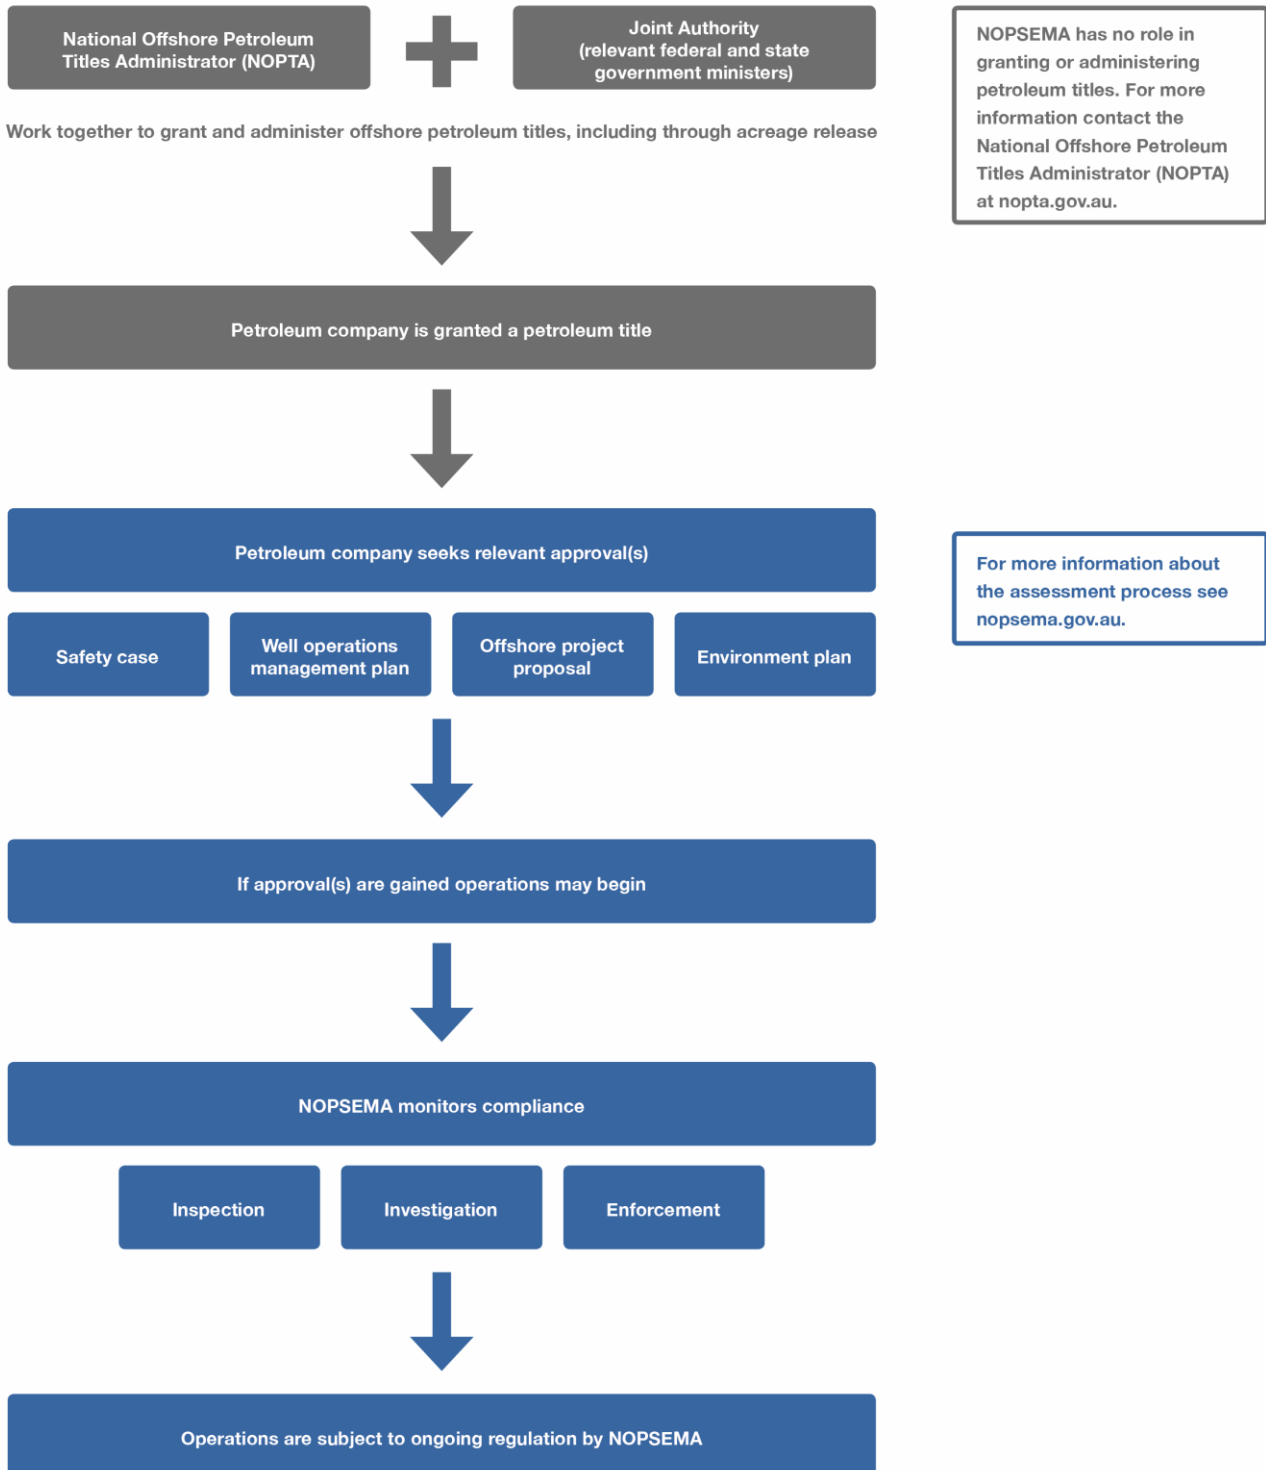 National Offshore Petroleum
Titles Administrator (NOPTA)
Joint Authority
(relevant federal and state
government ministers)
NOPSEMA has no role in
granting or administering
petroleum titles. For more
information contact the
National Offshore Petroleum
Titles Administrator (NOPTA)
at nopta.gov.au.
Work together to grant and administer offshore petroleum titles, including through acreage release
Petroleum company is granted a petroleum title
Petroleum company seeks relevant approval(s)
For more information about
the assessment process see
nopsema.gov.au.
Safety case
Well operations
management plan
Offshore project
proposal
Environment plan
If approval(s) are gained operations may begin
NOPSEMA monitors compliance
Inspection
Investigation
Enforcement
Operations are subject to ongoing regulation by NOPSEMA